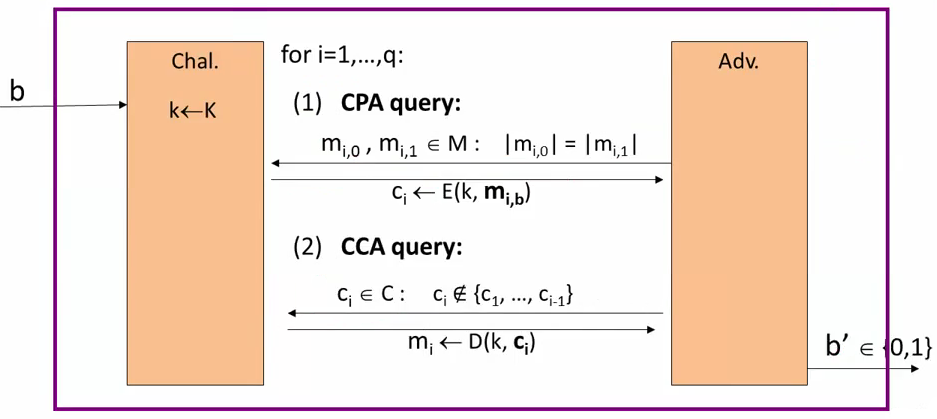 Chal.
for i=1,…,q:
Adv.
b
k←K
(1) CPA query:
mᵢ,₀ , mᵢ,₁ ∈ M : |mᵢ,₀| = |mᵢ,₁|
cᵢ ← E(k, mᵢ,b)
(2) CCA query:
cᵢ ∈ C : cᵢ ∉ {c₁, …, cᵢ₋₁}
mᵢ ← D(k, cᵢ)
b’ ∈ {0,1}